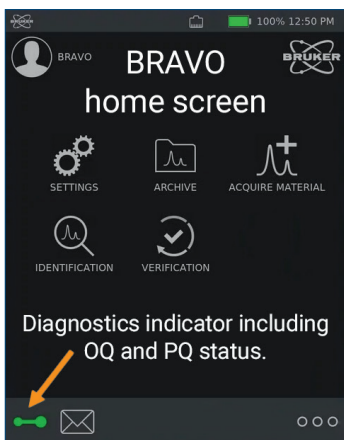 BRUKER
100% 12:50 PM
BRAVO
BRAVO
home screen
BRUKER
SETTINGS
ARCHIVE
ACQUIRE MATERIAL
IDENTIFICATION
VERIFICATION
Diagnostics indicator including
OQ and PQ status.